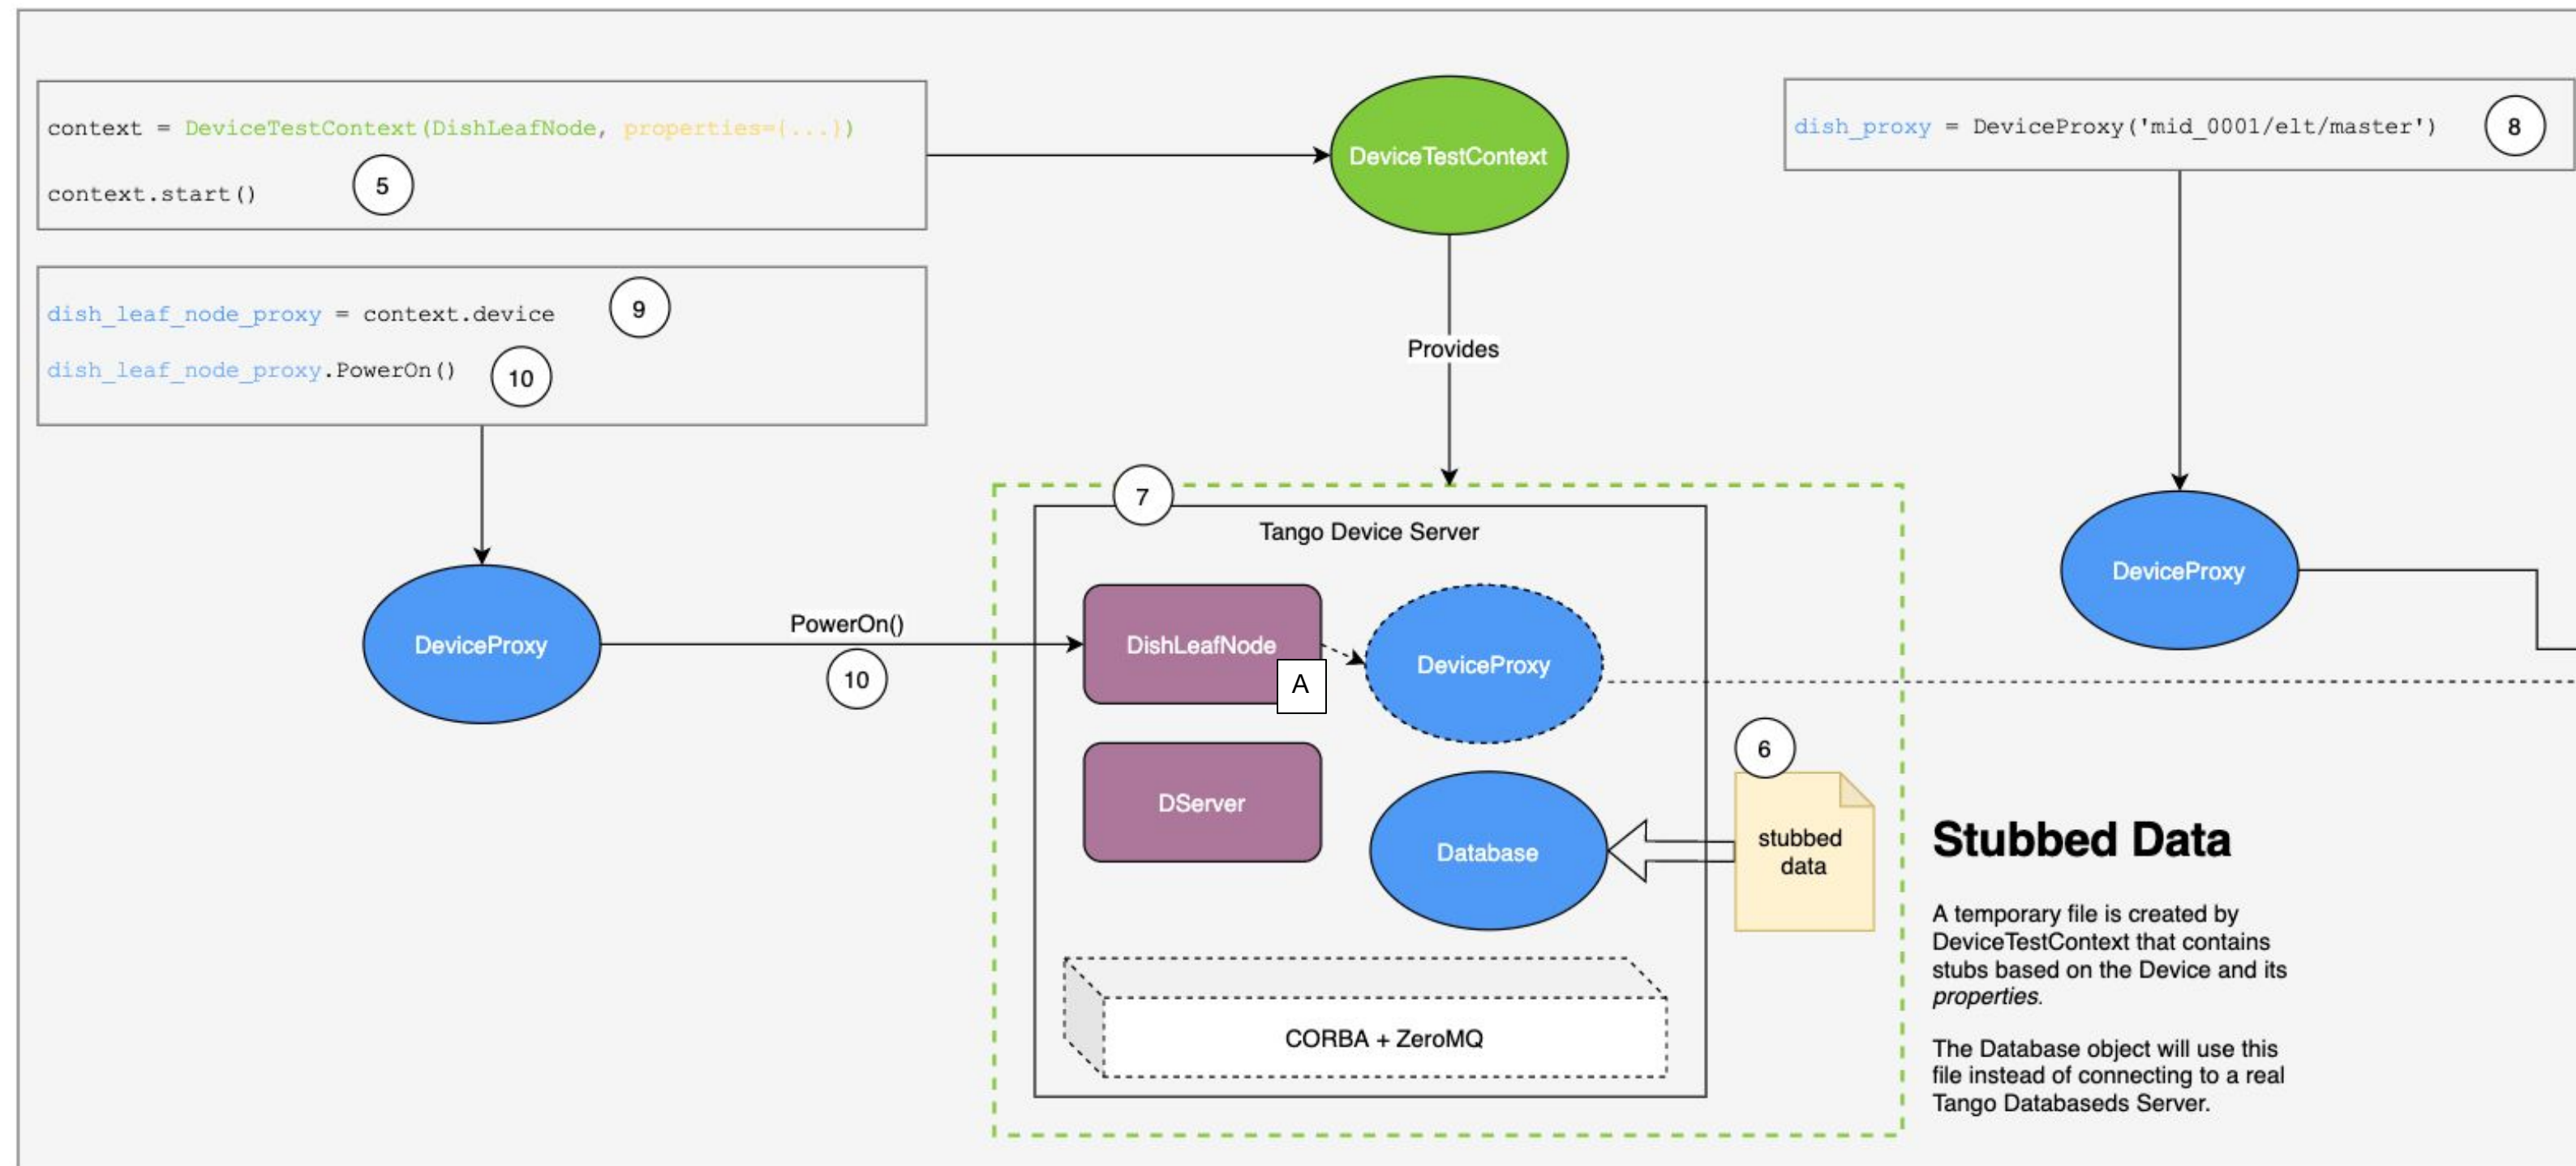 context = DeviceTestContext(DishLeafNode, properties={...})
5
context.start()
DeviceTestContext
dish_proxy = DeviceProxy('mid_0001/elt/master')
8
dish_leaf_node_proxy = context.device
9
dish_leaf_node_proxy.PowerOn()
10
Provides
7
Tango Device Server
DeviceProxy
PowerOn()
10
DishLeafNode
A
DeviceProxy
DeviceProxy
DServer
Database
6
stubbed
data
CORBA + ZeroMQ
Stubbed Data
A temporary file is created by
DeviceTestContext that contains
stubs based on the Device and its
properties.
The Database object will use this
file instead of connecting to a real
Tango Databaseds Server.